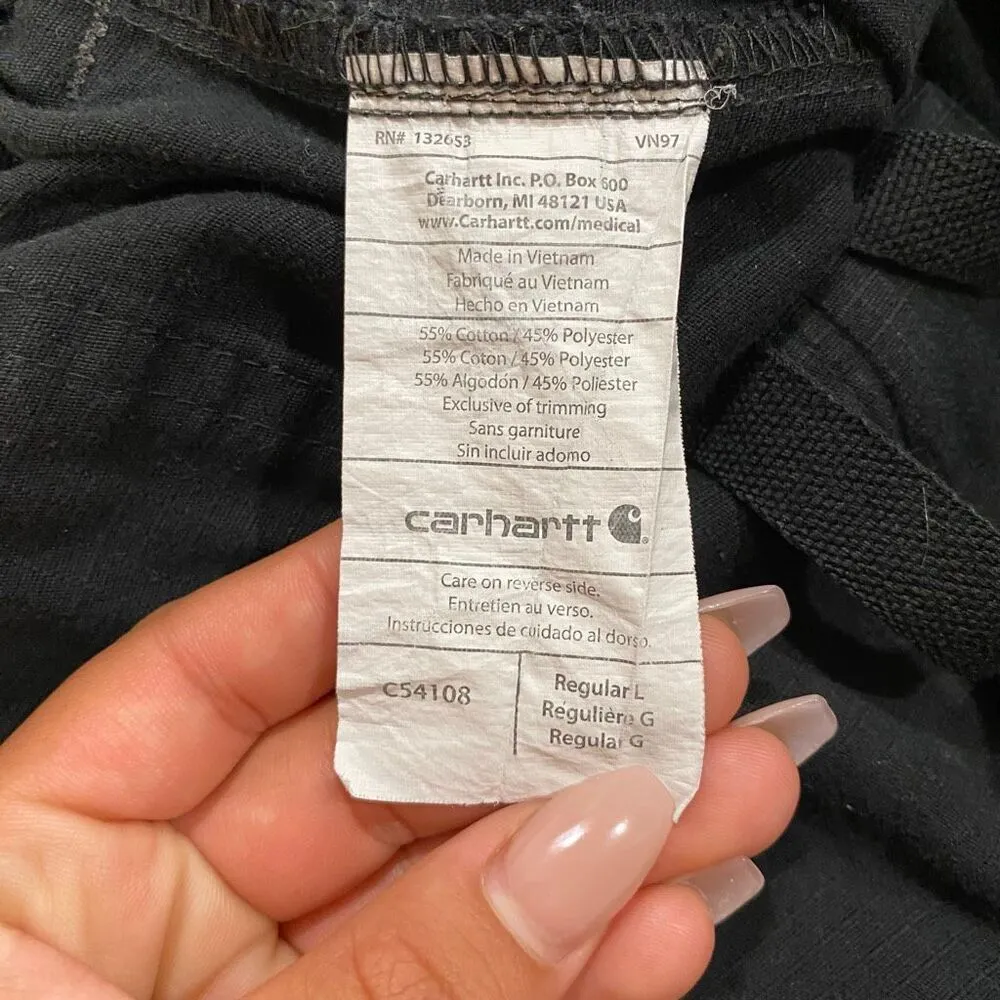 RN# 132653 VN97
Carhartt Inc. P.O. Box 600
Dearborn, MI 48121 USA
www.Carhartt.com/medical
Made in Vietnam
Fabriqué au Vietnam
Hecho en Vietnam
55% Cotton / 45% Polyester
55% Coton / 45% Polyester
55% Algodón / 45% Poliester
Exclusive of trimming
Sans garniture
Sin incluir adorno
carhartt
Care on reverse side.
Entretien au verso.
Instrucciones de cuidado al dorso.
C54108
Regular L
Régulière G
Regular G